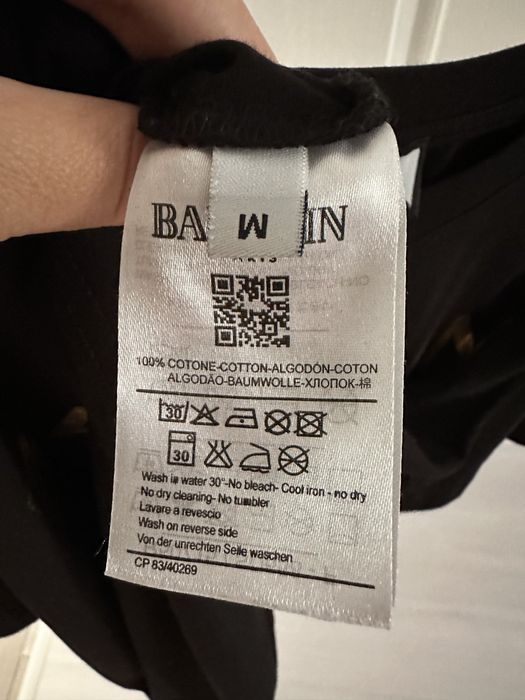 BA
M
IN
100% COTONE-COTTON-ALGODÓN-COTON
ALGODÃO-BAUMWOLLE-ХЛОПОК-棉
30
30
Wash in water 30°-No bleach- Cool iron - no dry
No dry cleaning- No tumbler
Lavare a revescio
Wash on reverse side
Von der unrechten Seile waschen
CP 83/40269